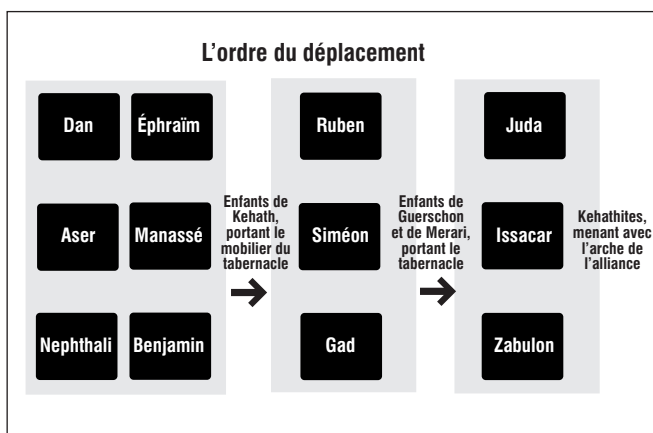 L'ordre du déplacement
Dan
Éphraïm
Ruben
Juda
Aser
Manassé
Enfants de
Kehath,
portant le
mobilier du
tabernacle
Siméon
Enfants de
Guerschon
et de Merari,
portant le
tabernacle
Issacar
Kehathites,
menant avec
l'arche de
l'alliance
Nephthali
Benjamin
Gad
Zabulon